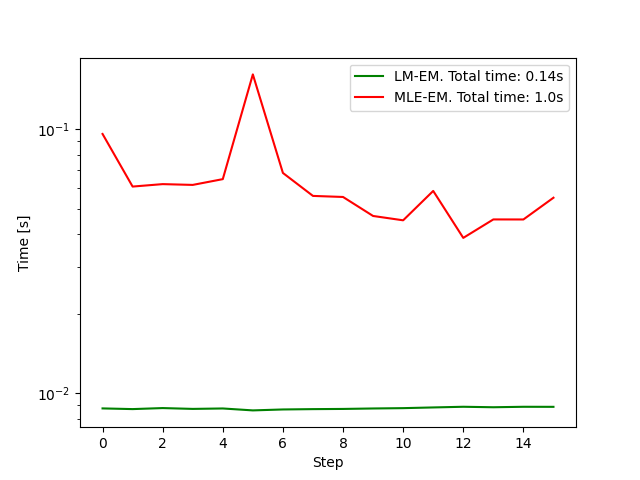 LM-EM. Total time: 0.14s
MLE-EM. Total time: 1.0s
10⁻¹
10⁻²
Time [s]
0 2 4 6 8 10 12 14
Step